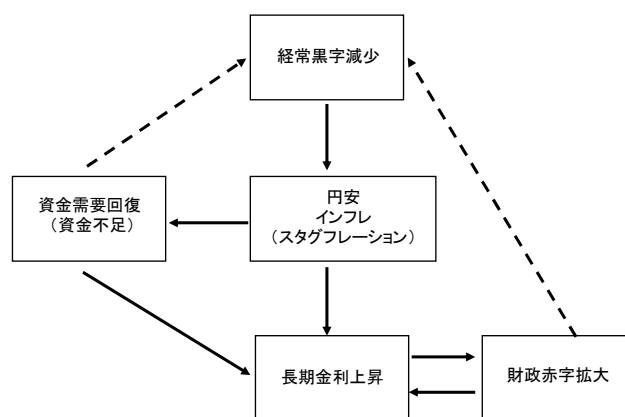 経常黒字減少
資金需要回復
（資金不足）
円安
インフレ
（スタグフレーション）
長期金利上昇
財政赤字拡大